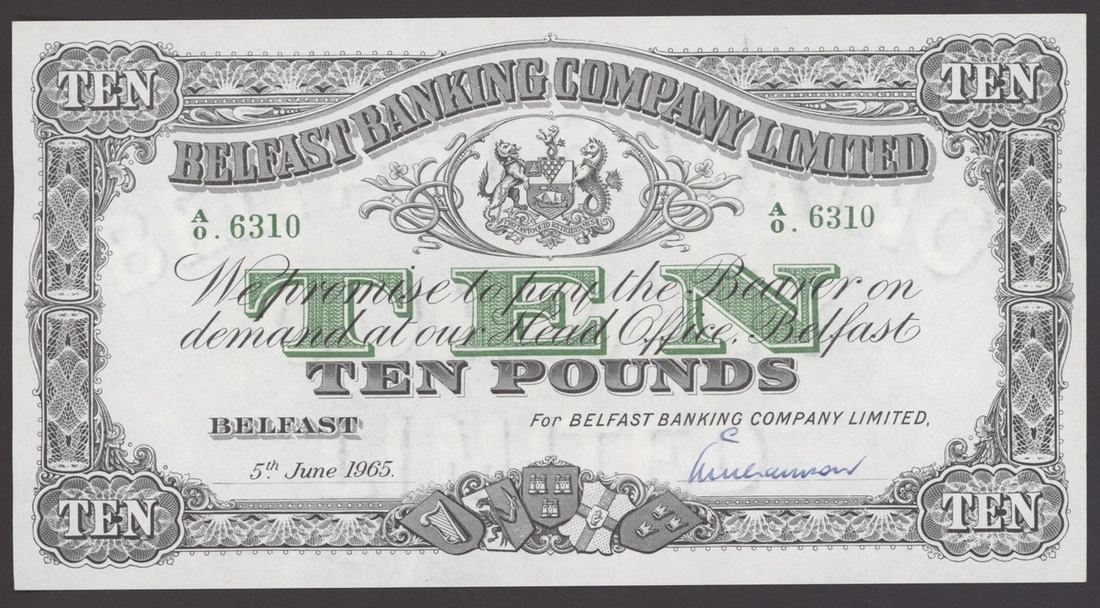 TEN TEN
BELFAST BANKING COMPANY LIMITED
A/O. 6310 A/O. 6310
TEN
We promise to pay the Bearer on
demand at our Head Office, Belfast
TEN POUNDS
BELFAST For BELFAST BANKING COMPANY LIMITED,
5th June 1965.
TEN TEN